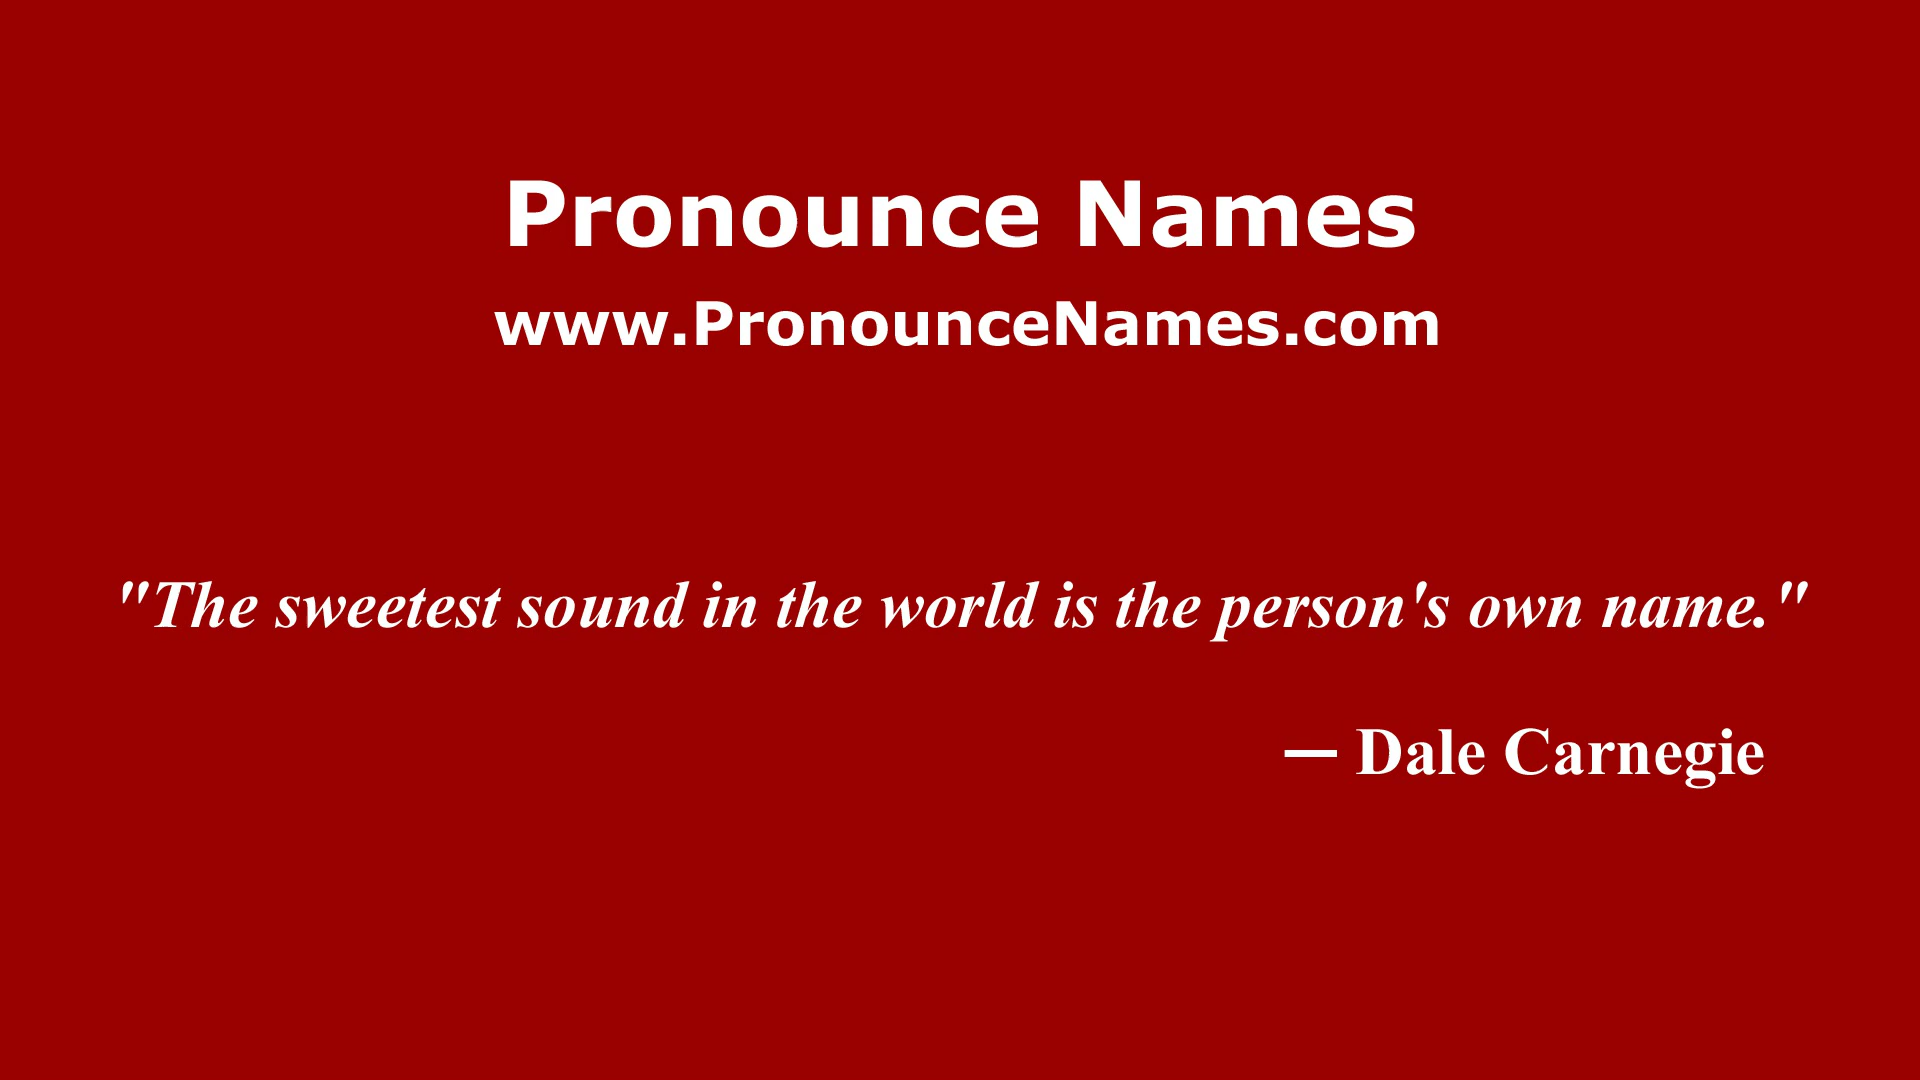 Pronounce Names
www.PronounceNames.com
"The sweetest sound in the world is the person's own name."
— Dale Carnegie